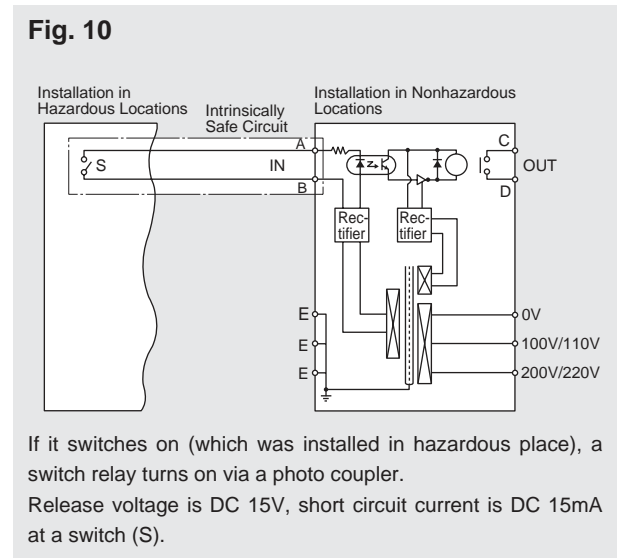 Fig. 10
Installation in
Hazardous Locations
Intrinsically
Safe Circuit
Installation in Nonhazardous
Locations
S
IN
A
B
C
D
OUT
Rec-
tifier
Rec-
tifier
E
E
E
0V
100V/110V
200V/220V
If it switches on (which was installed in hazardous place), a
switch relay turns on via a photo coupler.
Release voltage is DC 15V, short circuit current is DC 15mA
at a switch (S).